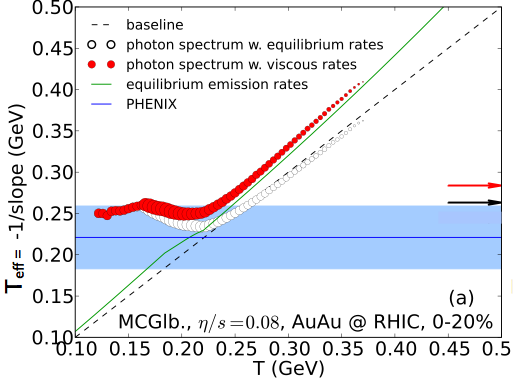 0.50
0.45
0.40
0.35
0.30
0.25
0.20
0.15
0.10
T_eff = -1/slope (GeV)
baseline
photon spectrum w. equilibrium rates
photon spectrum w. viscous rates
equilibrium emission rates
PHENIX
(a)
MCGlb., η/s=0.08, AuAu @ RHIC, 0-20%
0.10 0.15 0.20 0.25 0.30 0.35 0.40 0.45 0.5
T (GeV)